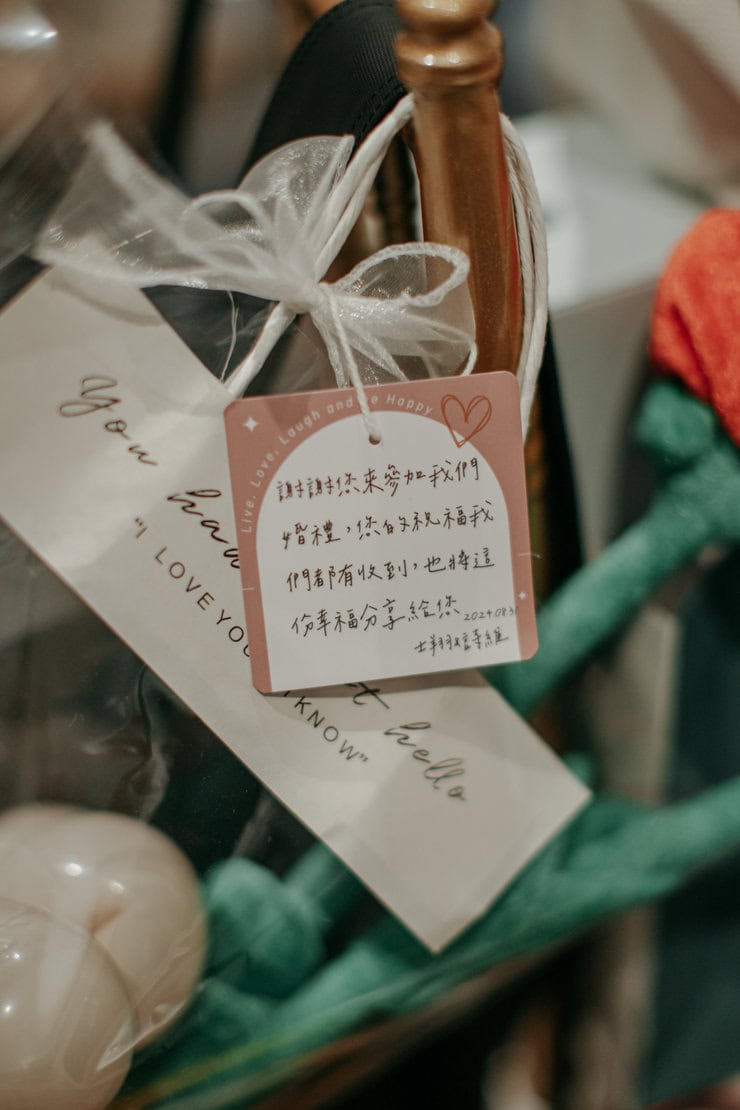 Live, Love, Laugh and Be Happy
謝謝您來參加我們
婚禮，您的祝福我
們都有收到，也將這
份幸福分享給您
2024.08.31
You had
"I LOVE YOU
I KNOW"
hello